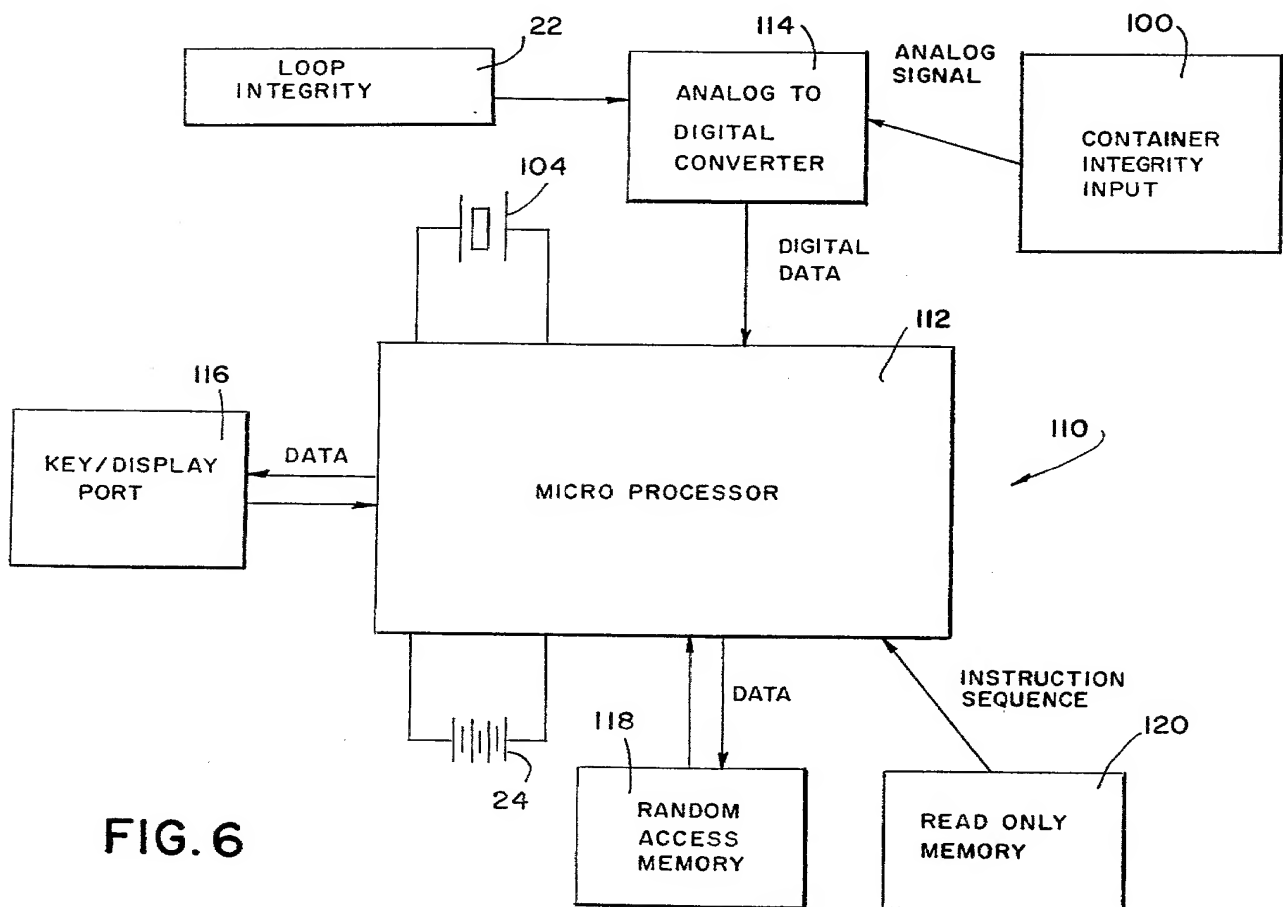 22
LOOP
INTEGRITY
114
ANALOG TO
DIGITAL
CONVERTER
ANALOG
SIGNAL
100
CONTAINER
INTEGRITY
INPUT
104
DIGITAL
DATA
112
MICRO PROCESSOR
110
116
KEY/DISPLAY
PORT
DATA
24
118
RANDOM
ACCESS
MEMORY
DATA
INSTRUCTION
SEQUENCE
120
READ ONLY
MEMORY
FIG. 6